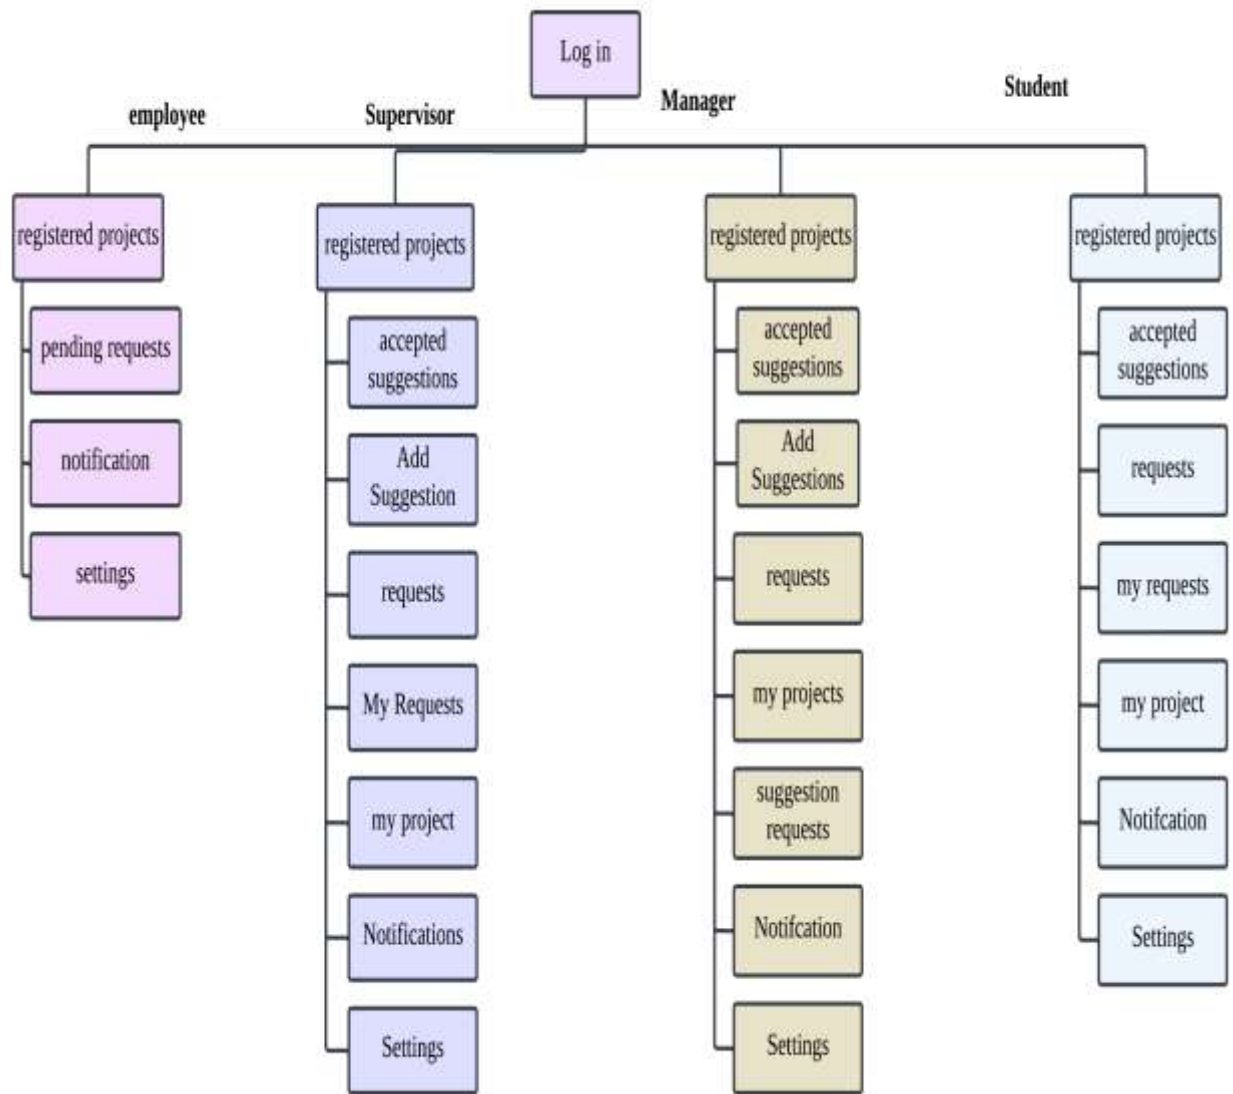 Log in
employee
Supervisor
Manager
Student
registered projects
pending requests
notification
settings
registered projects
accepted
suggestions
Add
Suggestion
requests
My Requests
my project
Notifications
Settings
registered projects
accepted
suggestions
Add
Suggestions
requests
my projects
suggestion
requests
Notifcation
Settings
registered projects
accepted
suggestions
requests
my requests
my project
Notifcation
Settings